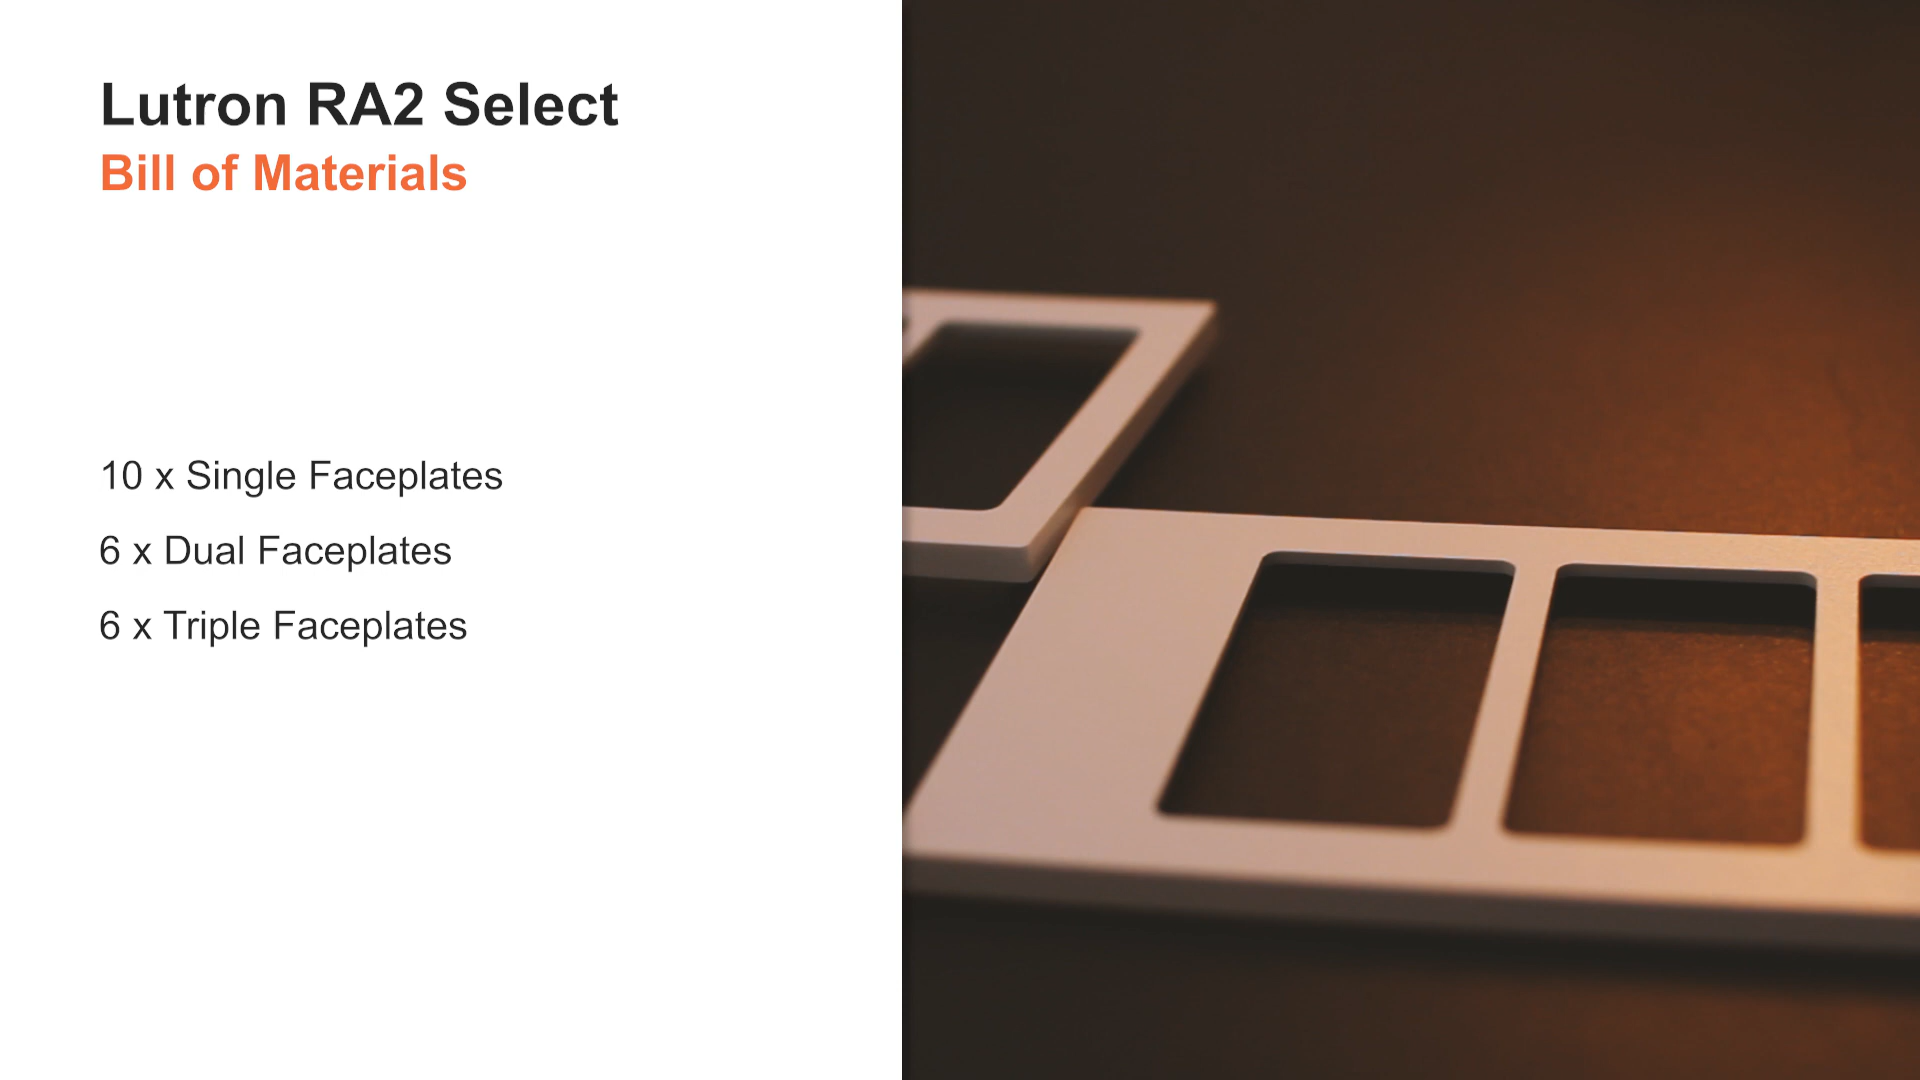 Lutron RA2 Select
Bill of Materials
10 x Single Faceplates
6 x Dual Faceplates
6 x Triple Faceplates